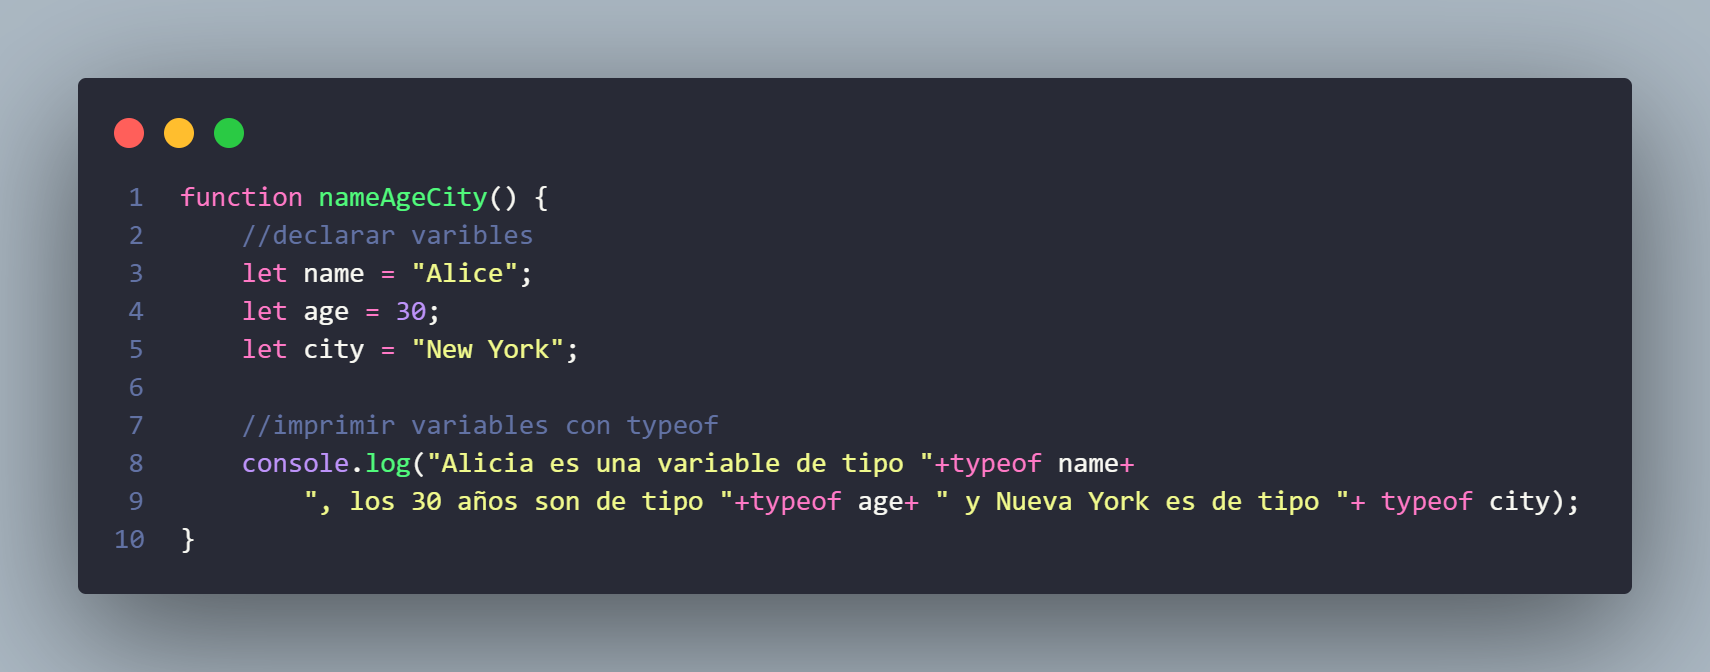 1 function nameAgeCity() {
2     //declarar varibles
3     let name = "Alice";
4     let age = 30;
5     let city = "New York";
6
7     //imprimir variables con typeof
8     console.log("Alicia es una variable de tipo "+typeof name+
9         ", los 30 años son de tipo "+typeof age+ " y Nueva York es de tipo "+ typeof city);
10 }